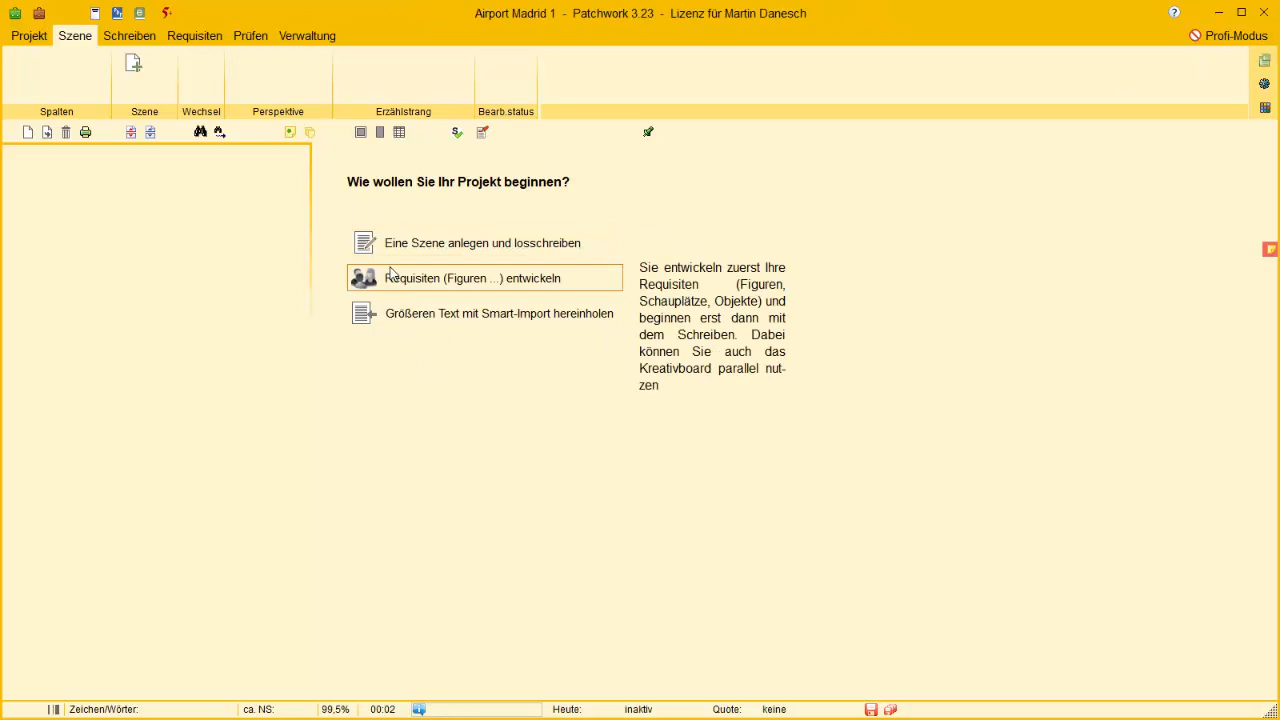 Airport Madrid 1 - Patchwork 3.23 - Lizenz für Martin Danesch
Projekt Szene Schreiben Requisiten Prüfen Verwaltung Profi-Modus
Spalten Szene Wechsel Perspektive Erzählstrang Bearb.status
Wie wollen Sie Ihr Projekt beginnen?
Eine Szene anlegen und losschreiben
Requisiten (Figuren ...) entwickeln
Größeren Text mit Smart-Import hereinholen
Sie entwickeln zuerst Ihre
Requisiten (Figuren,
Schauplätze, Objekte) und
beginnen erst dann mit
dem Schreiben. Dabei
können Sie auch das
Kreativboard parallel nut-
zen
Zeichen/Wörter: ca. NS: 99,5% 00:02 Heute: inaktiv Quote: keine